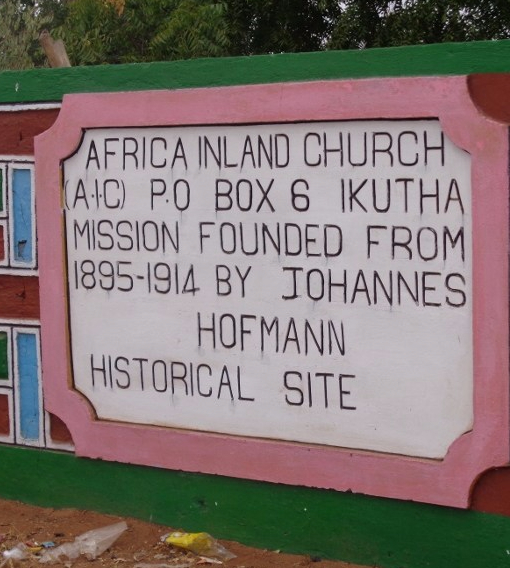 AFRICA INLAND CHURCH
(A.I.C) P.O BOX 6 IKUTHA
MISSION FOUNDED FROM
1895-1914 BY JOHANNES
HOFMANN
HISTORICAL SITE